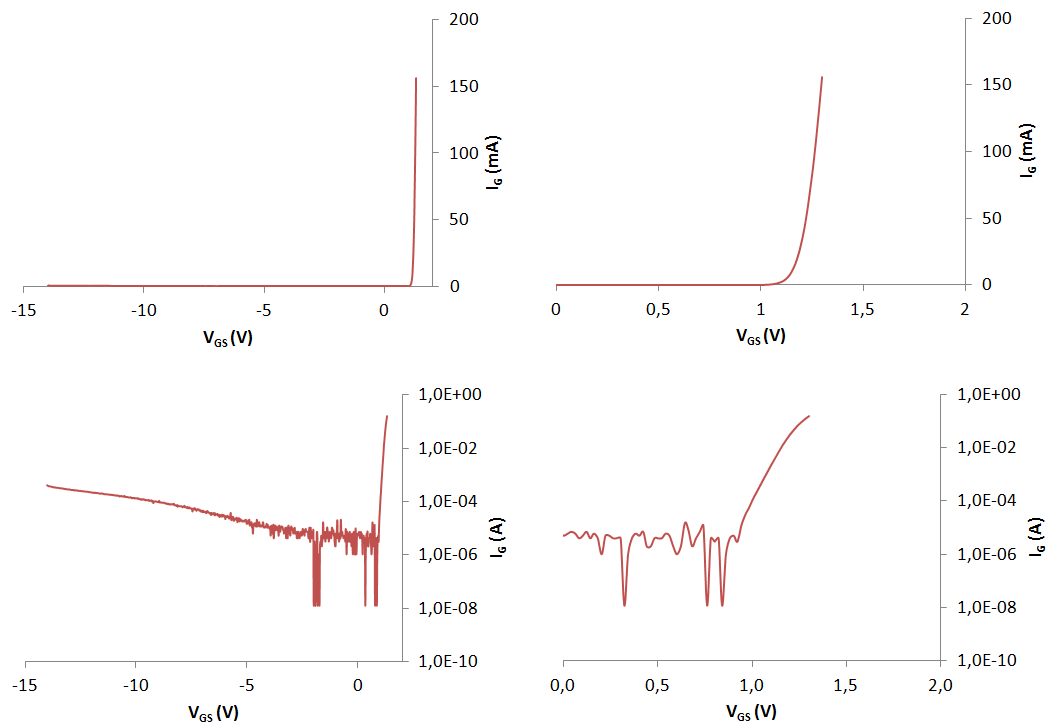 200
150
100
50
0
I_G (mA)
-15 -10 -5 0
V_GS (V)
200
150
100
50
0
I_G (mA)
0 0,5 1 1,5 2
V_GS (V)
1,0E+00
1,0E-02
1,0E-04
1,0E-06
1,0E-08
1,0E-10
I_G (A)
-15 -10 -5 0
V_GS (V)
1,0E+00
1,0E-02
1,0E-04
1,0E-06
1,0E-08
1,0E-10
I_G (A)
0,0 0,5 1,0 1,5 2,0
V_GS (V)